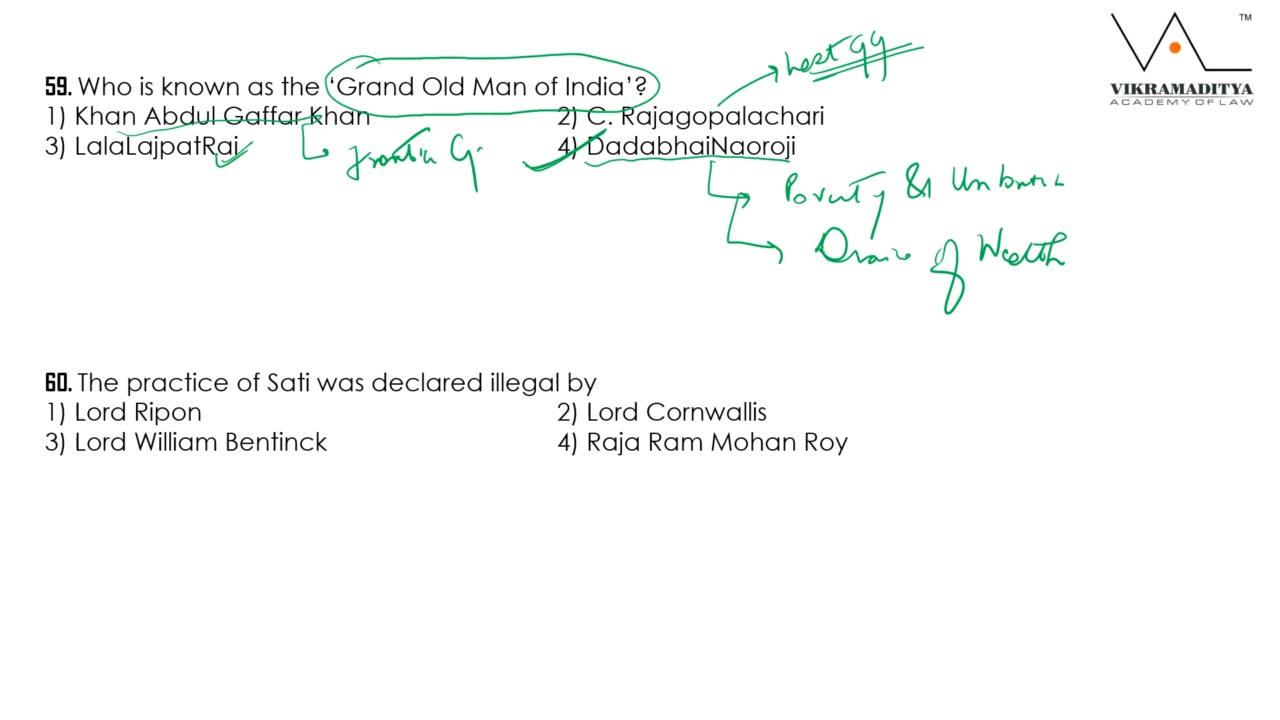 TM
VIKRAMADITYA
ACADEMY OF LAW
59. Who is known as the ‘Grand Old Man of India’?
1) Khan Abdul Gaffar Khan 2) C. Rajagopalachari
3) LalaLajpatRai 4) DadabhaiNaoroji
GG
G.
Poverty &
Drain of Wealth
60. The practice of Sati was declared illegal by
1) Lord Ripon 2) Lord Cornwallis
3) Lord William Bentinck 4) Raja Ram Mohan Roy